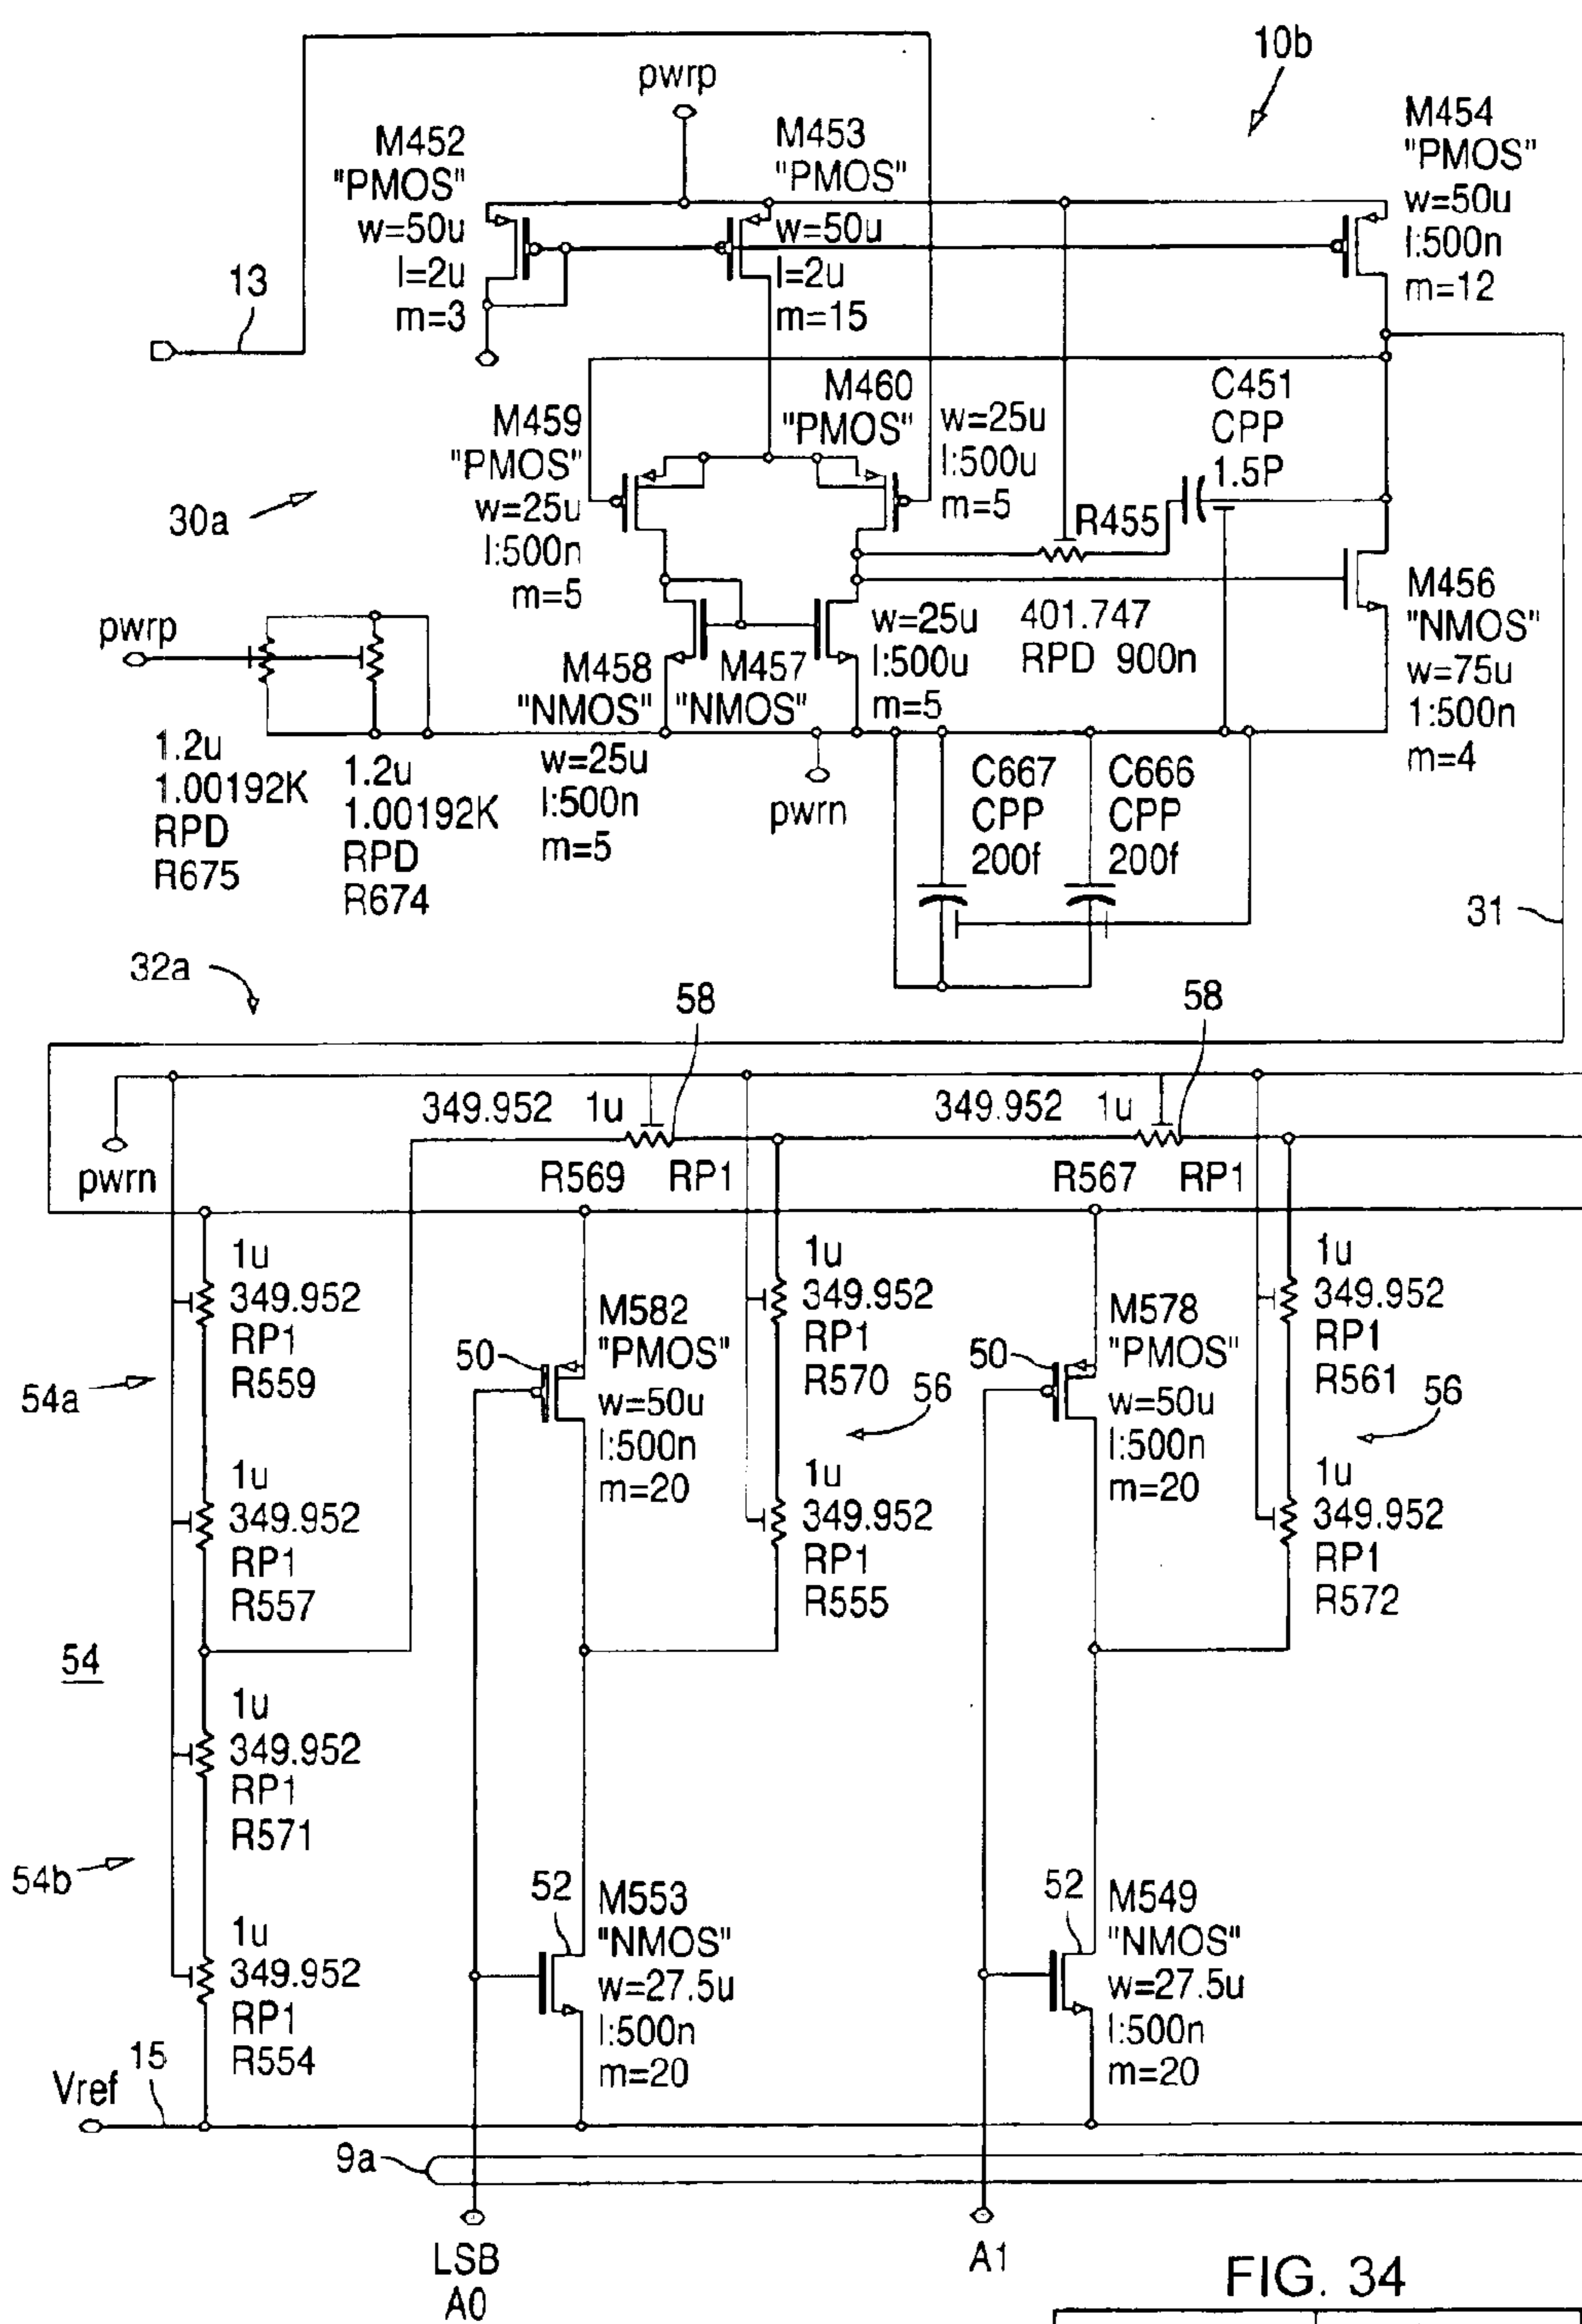 10b
pwrp
M452
"PMOS"
w=50u
l=2u
m=3
M453
"PMOS"
w=50u
l=2u
m=15
M454
"PMOS"
w=50u
l:500n
m=12
13
M459
"PMOS"
w=25u
l:500n
m=5
M460
"PMOS"
w=25u
l:500u
m=5
C451
CPP
1.5P
30a
R455
401.747
RPD 900n
M456
"NMOS"
w=75u
1:500n
m=4
pwrp
M458
"NMOS"
w=25u
l:500n
m=5
M457
"NMOS"
w=25u
l:500u
m=5
1.2u
1.00192K
RPD
R675
1.2u
1.00192K
RPD
R674
pwrn
C667
CPP
200f
C666
CPP
200f
31
32a
58
58
349.952 1u
R569 RP1
349.952 1u
R567 RP1
pwrn
1u
349.952
RP1
R559
54a
1u
349.952
RP1
R557
54
1u
349.952
RP1
R571
54b
1u
349.952
RP1
R554
50
M582
"PMOS"
w=50u
l:500n
m=20
1u
349.952
RP1
R570
56
1u
349.952
RP1
R555
50
M578
"PMOS"
w=50u
l:500n
m=20
1u
349.952
RP1
R561
56
1u
349.952
RP1
R572
52
M553
"NMOS"
w=27.5u
l:500n
m=20
52
M549
"NMOS"
w=27.5u
l:500n
m=20
Vref
15
9a
LSB
A0
A1
FIG. 34